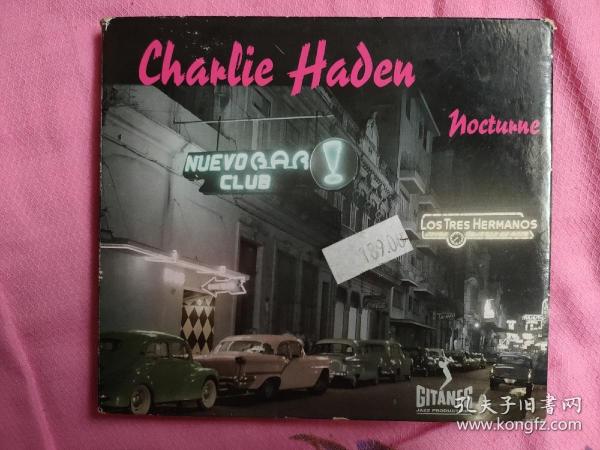 Charlie Haden
Nocturne
NUEVO BAR
CLUB
LOS TRES HERMANOS
189.00
GITANES
JAZZ PRODUCTIONS
孔夫子旧书网
www.kongfz.com